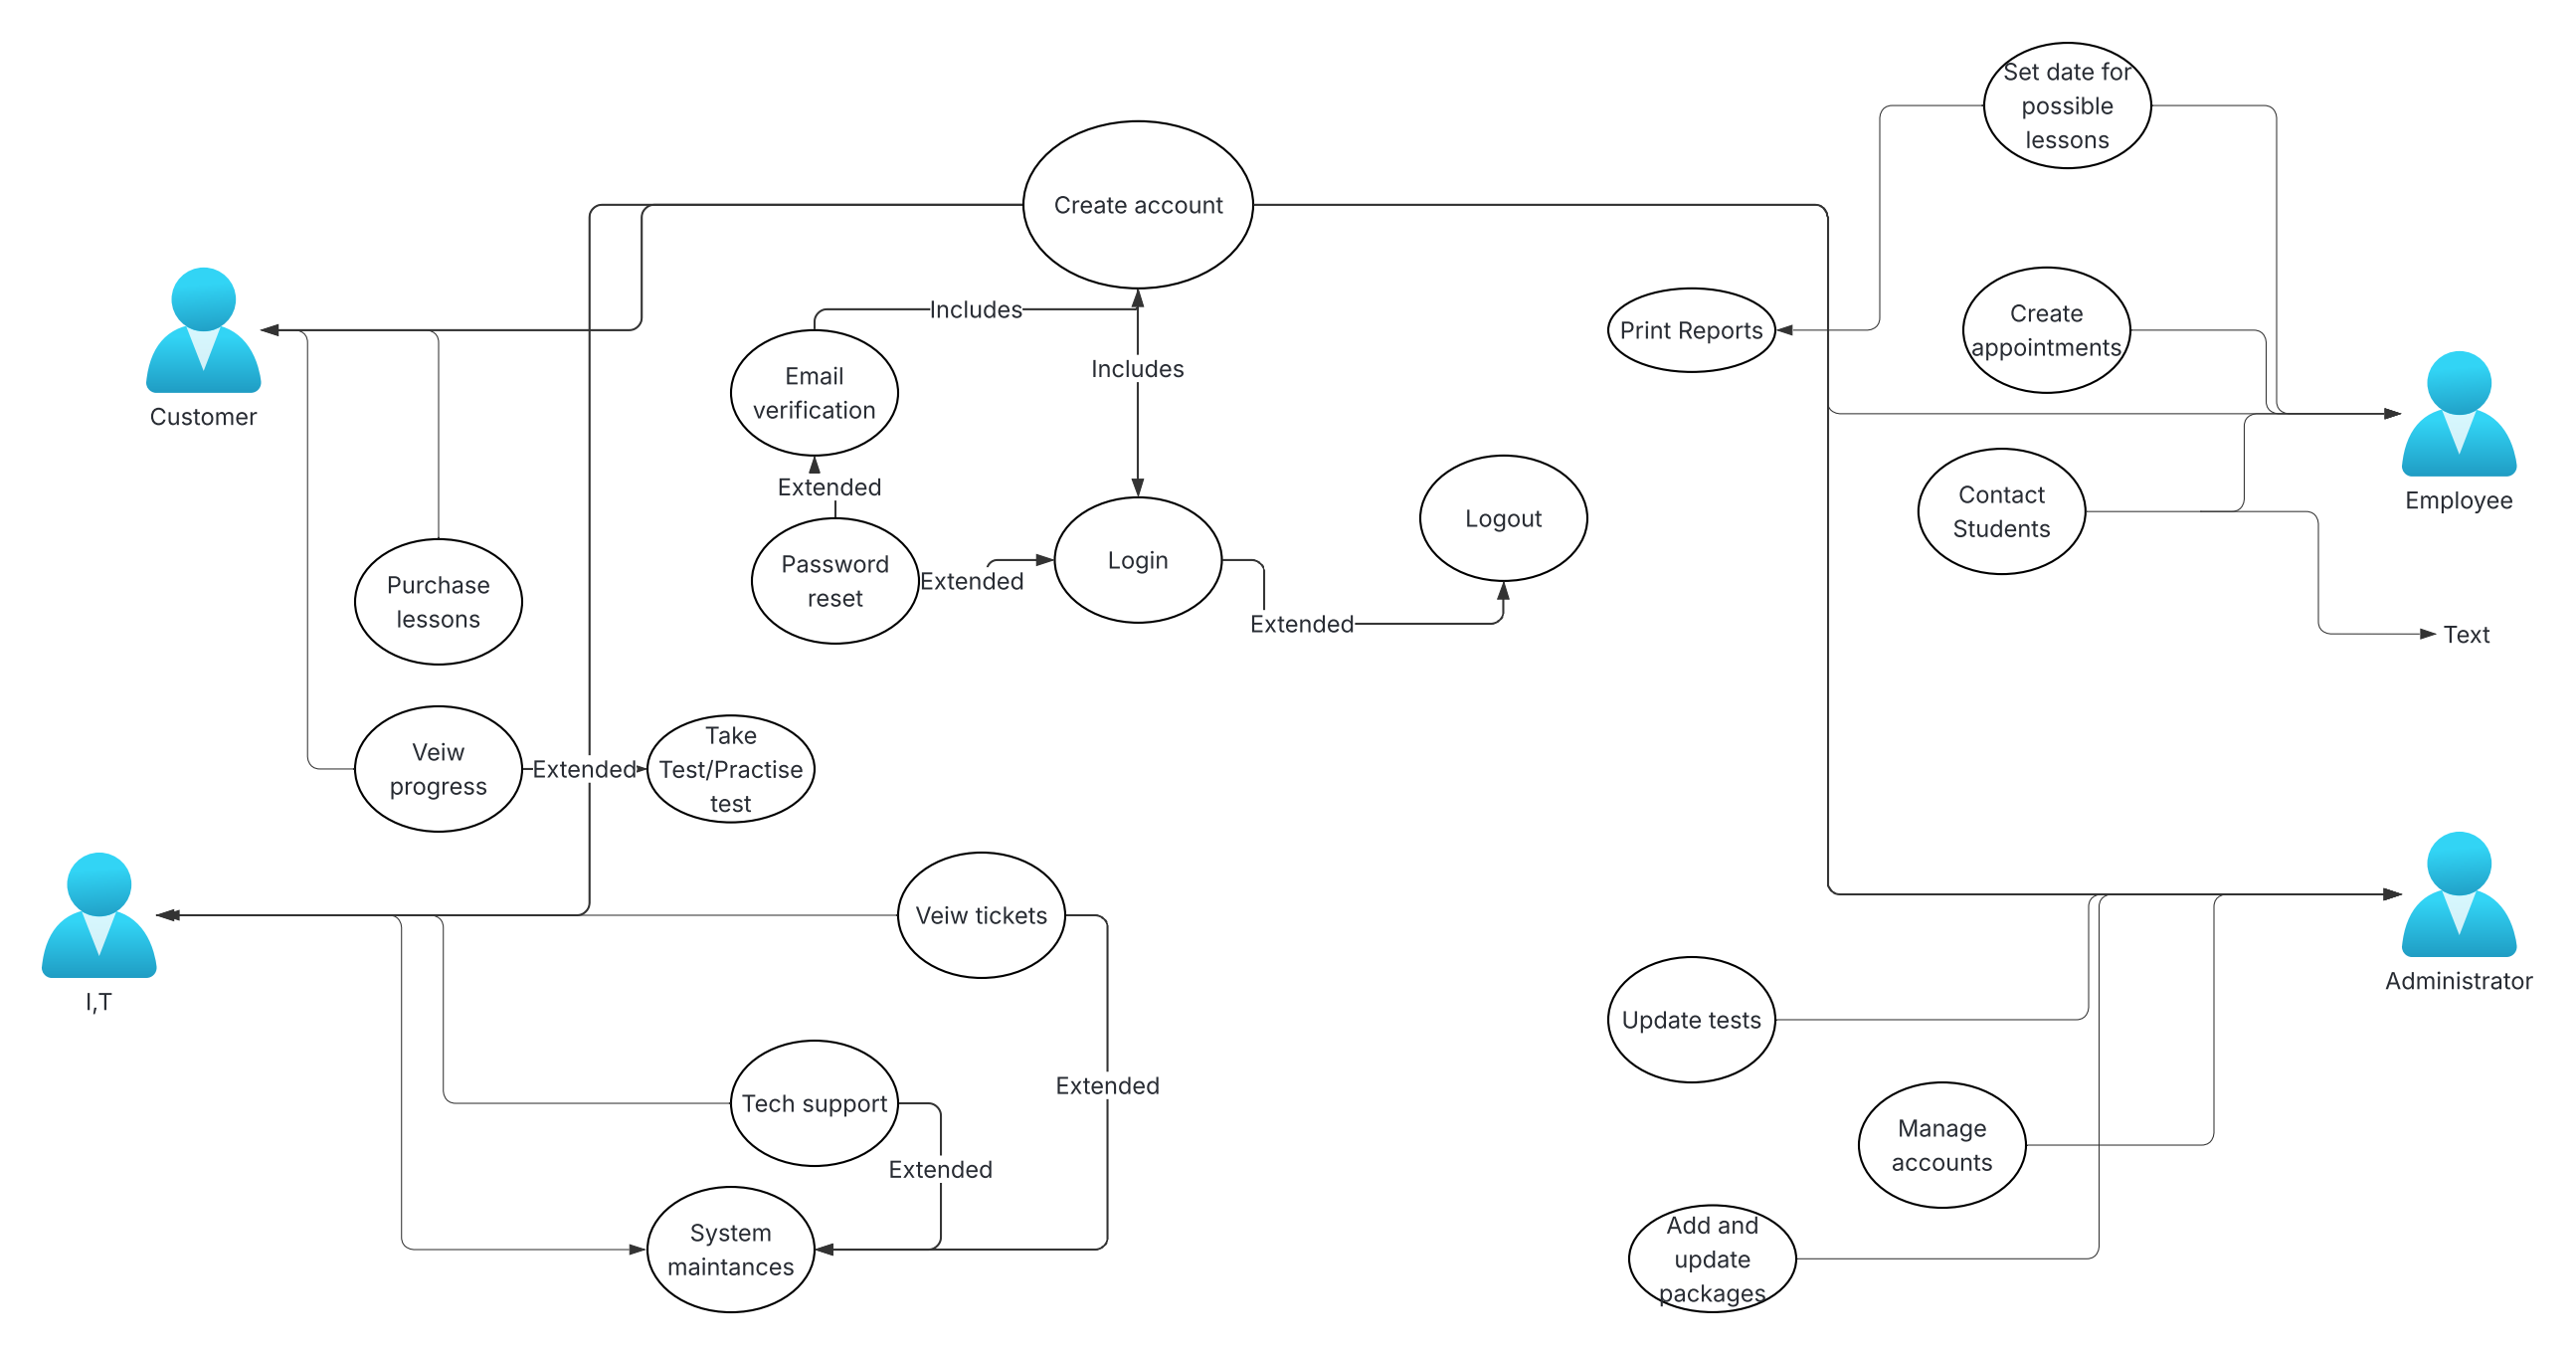 Set date for
possible
lessons
Create account
Includes
Print Reports
Create
appointments
Includes
Email
verification
Customer
Extended
Employee
Contact
Students
Logout
Password
reset
Extended
Login
Purchase
lessons
Extended
Text
Veiw
progress
Extended
Take
Test/Practise
test
Veiw tickets
I,T
Administrator
Update tests
Extended
Tech support
Manage
accounts
Extended
System
maintances
Add and
update
packages